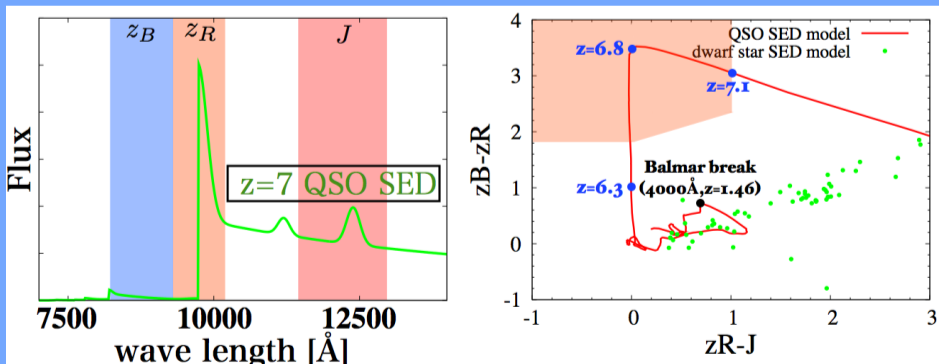 z_B z_R J
Flux
z=7 QSO SED
7500 10000 12500
wave length [Å]
4
3
2
1
0
-1
zB-zR
QSO SED model
dwarf star SED model
z=6.8
z=7.1
Balmar break
z=6.3 (4000Å,z=1.46)
-1 0 1 2 3
zR-J